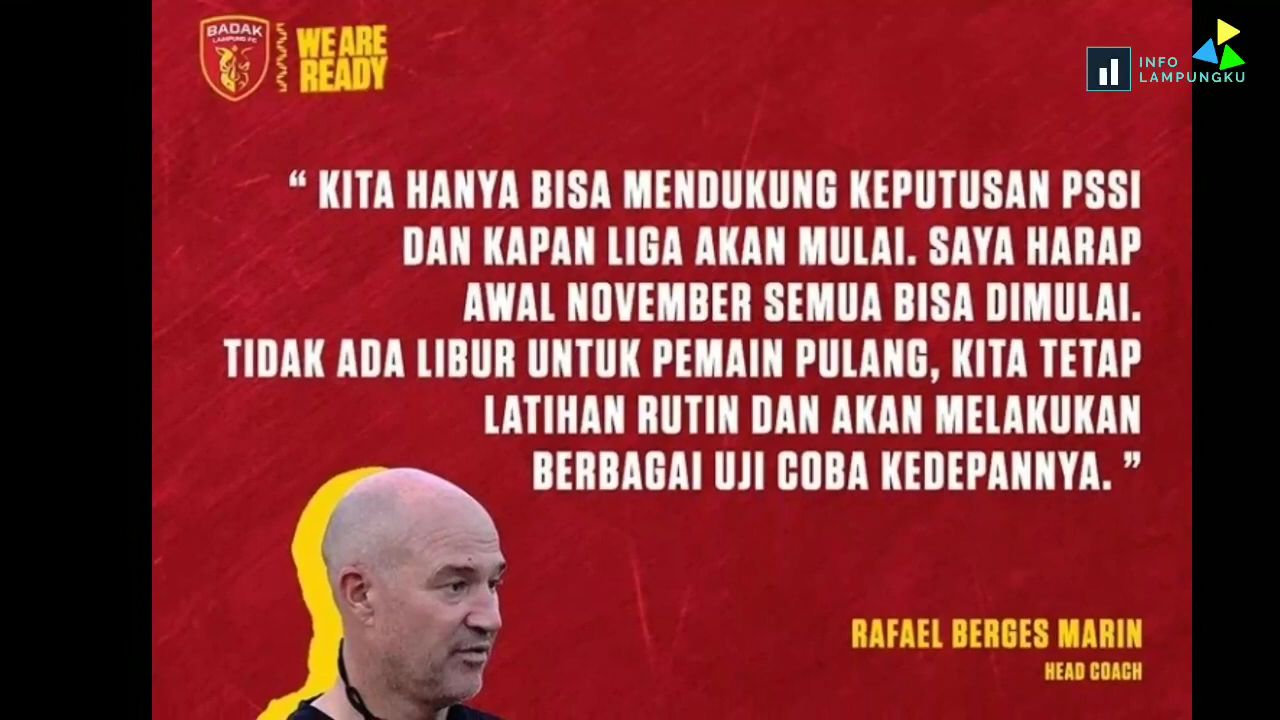 BADAK
LAMPUNG FC
WE ARE
READY
INFO
LAMPUNGKU
“ KITA HANYA BISA MENDUKUNG KEPUTUSAN PSSI
DAN KAPAN LIGA AKAN MULAI. SAYA HARAP
AWAL NOVEMBER SEMUA BISA DIMULAI.
TIDAK ADA LIBUR UNTUK PEMAIN PULANG, KITA TETAP
LATIHAN RUTIN DAN AKAN MELAKUKAN
BERBAGAI UJI COBA KEDEPANNYA. ”
RAFAEL BERGES MARIN
HEAD COACH